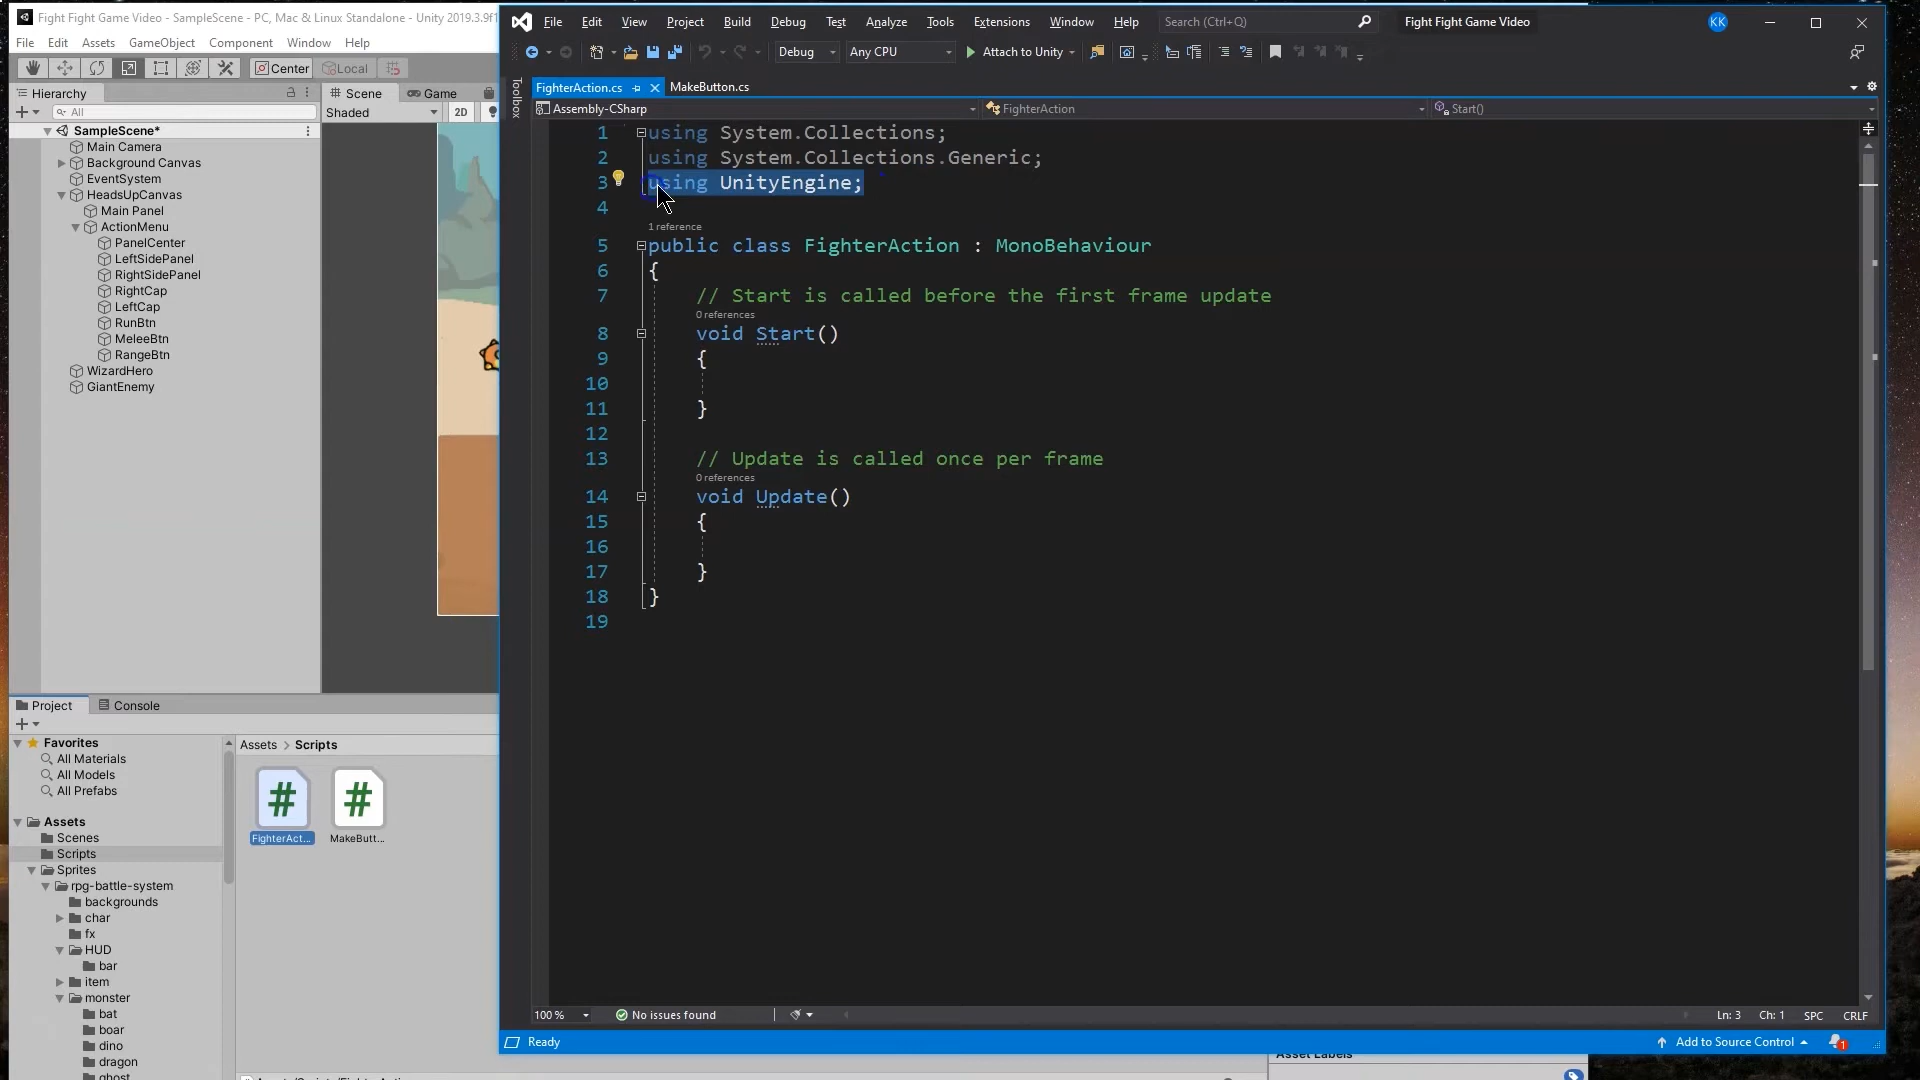 Fight Fight Game Video - SampleScene - PC, Mac & Linux Standalone - Unity 2019.3.9f1
File Edit Assets GameObject Component Window Help
Center Local
Hierarchy
All
SampleScene*
Main Camera
Background Canvas
EventSystem
HeadsUpCanvas
Main Panel
ActionMenu
PanelCenter
LeftSidePanel
RightSidePanel
RightCap
LeftCap
RunBtn
MeleeBtn
RangeBtn
WizardHero
GiantEnemy
Scene Game
Shaded 2D
Project Console
Favorites
All Materials
All Models
All Prefabs
Assets
Scenes
Scripts
Sprites
rpg-battle-system
backgrounds
char
fx
HUD
bar
item
monster
bat
boar
dino
dragon
ghost
Assets > Scripts
FighterAct... MakeButt...
File Edit View Project Build Debug Test Analyze Tools Extensions Window Help Search (Ctrl+Q) Fight Fight Game Video KK
Debug Any CPU Attach to Unity
Toolbox
FighterAction.cs MakeButton.cs
Assembly-CSharp FighterAction Start()
1 using System.Collections;
2 using System.Collections.Generic;
3 using UnityEngine;
4
1 reference
5 public class FighterAction : MonoBehaviour
6 {
7 // Start is called before the first frame update
0 references
8 void Start()
9 {
10
11 }
12
13 // Update is called once per frame
0 references
14 void Update()
15 {
16
17 }
18 }
19
100 % No issues found Ln: 3 Ch: 1 SPC CRLF
Ready Add to Source Control 1
Asset Labels